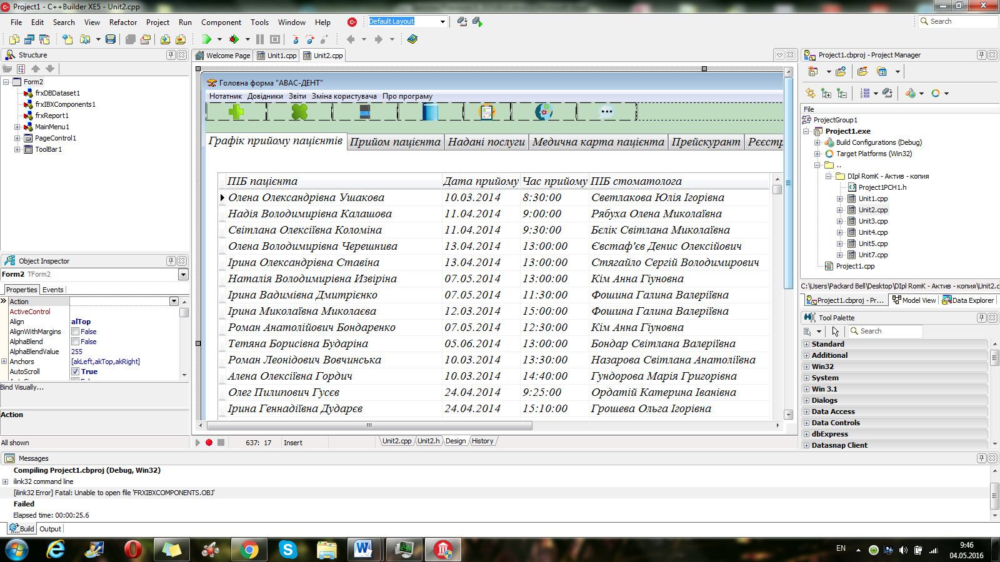 Project1 - C++Builder XE5 - Unit2.cpp
File Edit Search View Refactor Project Run Component Tools Window Help Default Layout Search
Structure
Form2
frxDBDataset1
frxIBXComponents1
frxReport1
MainMenu1
PageControl1
ToolBar1
Object Inspector
Form2 TForm2
Properties Events
Action
ActiveControl
Align alTop
AlignWithMargins False
AlphaBlend False
AlphaBlendValue 255
Anchors [akLeft,akTop,akRight]
AutoScroll True
Bind Visually...
Action
All shown
Welcome Page Unit1.cpp Unit2.cpp
Головна форма "АВАС-ДЕНТ"
Нотатник Довідники Звіти Зміна користувача Про програму
Графік прийому пацієнтів Прийом пацієнта Надані послуги Медична карта пацієнта Прейскурант Реєстр
ПІБ пацієнта Дата прийому Час прийому ПІБ стоматолога
Олена Олександрівна Ушакова 10.03.2014 8:30:00 Светлакова Юлія Ігорівна
Надія Володимирівна Калашова 11.04.2014 9:00:00 Рябуха Олена Миколаївна
Світлана Олексіївна Коломіна 11.04.2014 9:30:00 Бєлік Світлана Миколаївна
Олена Володимирівна Черешнива 13.04.2014 13:00:00 Євстаф'єв Денис Олексійович
Ірина Олександрівна Ставіна 13.04.2014 13:00:00 Стягайло Сергій Володимирович
Наталія Володимирівна Извіріна 07.05.2014 13:00:00 Кім Анна Гіуновна
Ірина Вадимівна Дмитрієнко 07.05.2014 11:30:00 Фошина Галина Валеріївна
Ірина Миколаївна Миколаєва 12.03.2014 15:00:00 Фошина Галина Валеріївна
Роман Анатолійович Бондаренко 07.05.2014 12:30:00 Кім Анна Гіуновна
Тетяна Борисівна Бударіна 05.06.2014 13:00:00 Бондар Світлана Валеріївна
Роман Леонідович Вовчинська 10.03.2014 13:30:00 Назарова Світлана Анатоліївна
Алена Олексіївна Гордич 10.03.2014 14:40:00 Гундорова Марія Григорівна
Олег Пилипович Гусєв 24.04.2014 9:25:00 Ордатій Катерина Іванівна
Ірина Геннадіївна Дударєв 24.04.2014 15:10:00 Грошева Ольга Ігорівна
637: 17 Insert Unit2.cpp Unit2.h Design History
Project1.cbproj - Project Manager
File
ProjectGroup1
Project1.exe
Build Configurations (Debug)
Target Platforms (Win32)
..
DIpl RomK - Актив - копия
Project1PCH1.h
Unit1.cpp
Unit2.cpp
Unit3.cpp
Unit4.cpp
Unit5.cpp
Unit7.cpp
Project1.cpp
C:\Users\Packard Bell\Desktop\DIpl RomK - Актив - копия\Unit2.c
Project1.cbproj - Pr... Model View Data Explorer
Tool Palette
Search
Standard
Additional
Win32
System
Win 3.1
Dialogs
Data Access
Data Controls
dbExpress
Datasnap Client
Messages
Compiling Project1.cbproj (Debug, Win32)
ilink32 command line
[ilink32 Error] Fatal: Unable to open file 'FRXIBXCOMPONENTS.OBJ'
Failed
Elapsed time: 00:00:25.6
Build Output
EN 9:46
04.05.2016